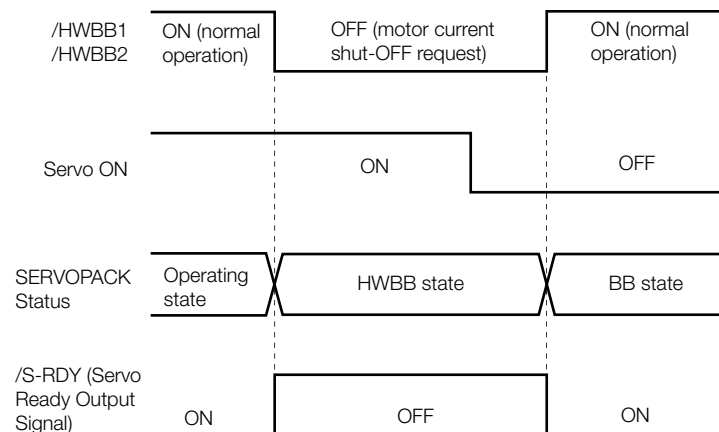 /HWBB1
/HWBB2
ON (normal
operation)
OFF (motor current
shut-OFF request)
ON (normal
operation)
Servo ON
ON
OFF
SERVOPACK
Status
Operating
state
HWBB state
BB state
/S-RDY (Servo
Ready Output
Signal)
ON
OFF
ON